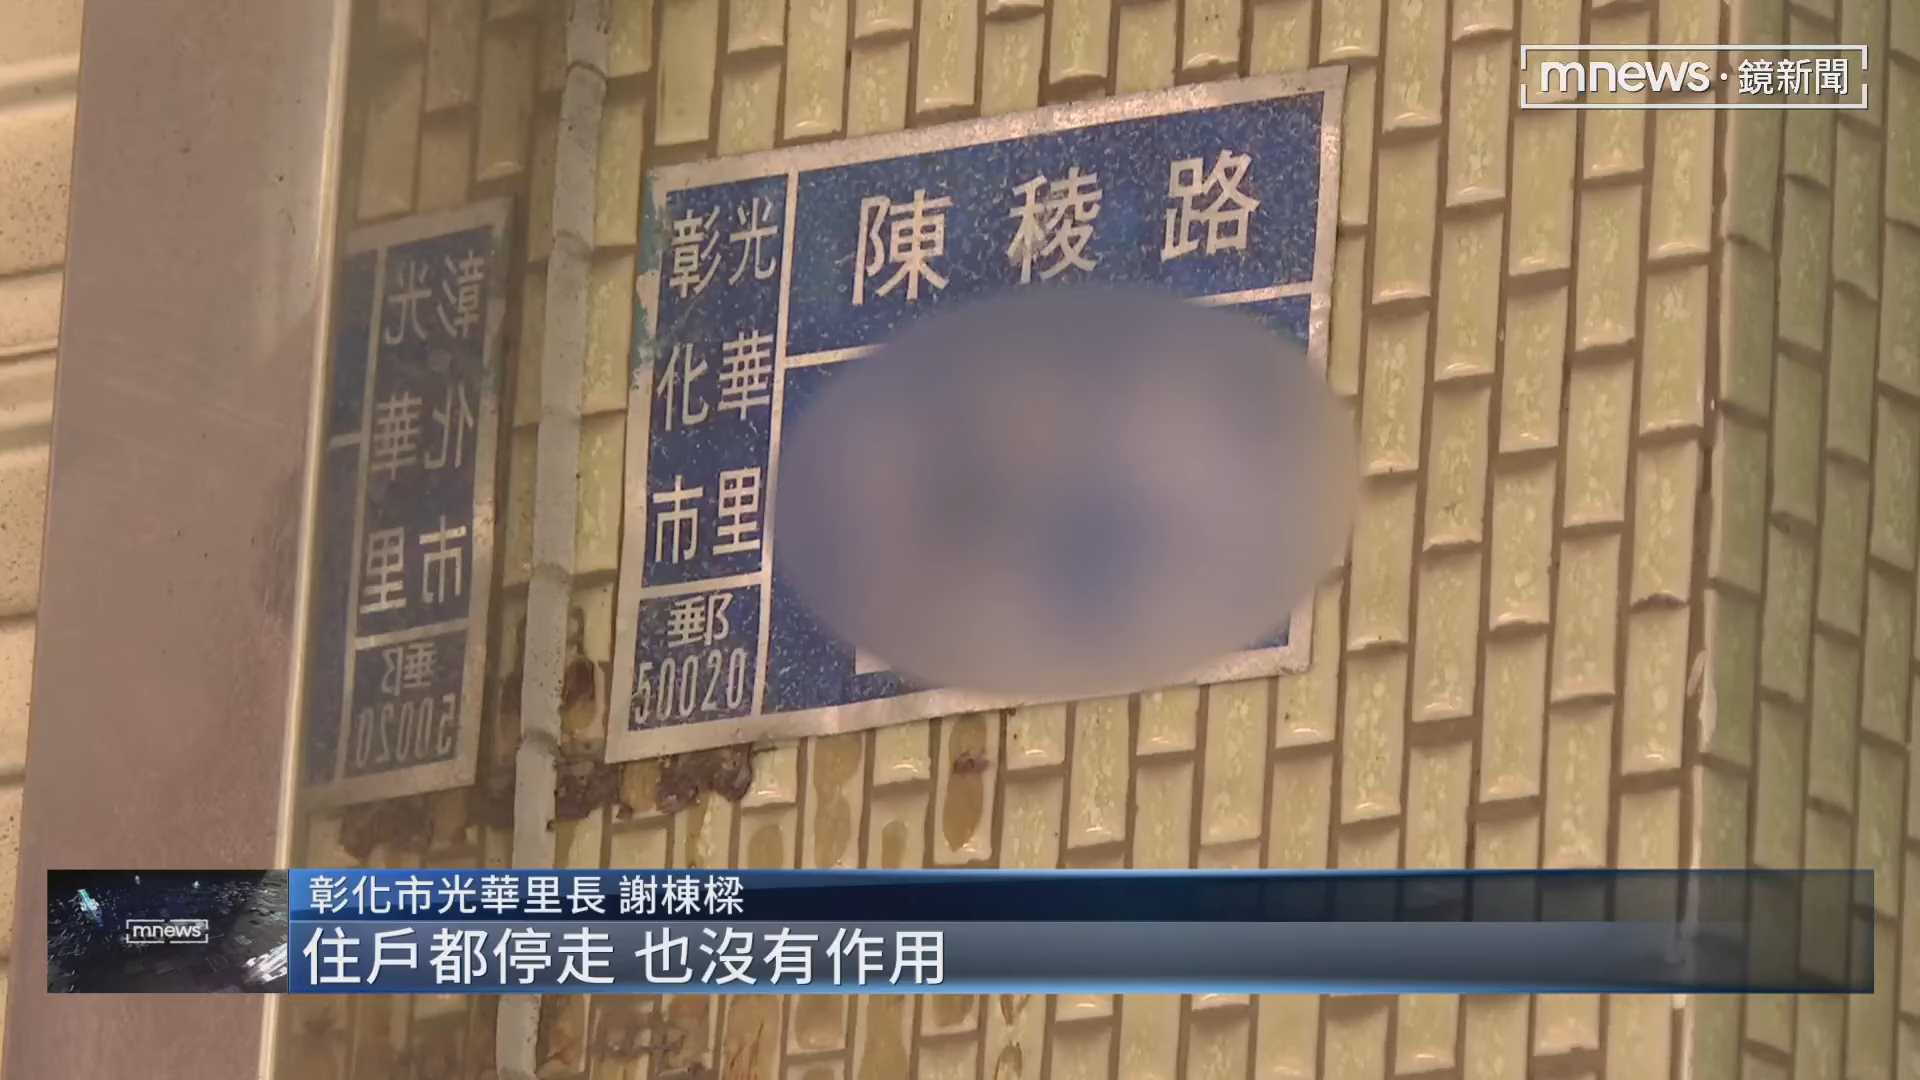 mnews·鏡新聞
陳稜路
彰化市
光華里
郵
50020
彰化市
光華里
郵
50020
mnews
彰化市光華里長 謝棟樑
住戶都停走 也沒有作用